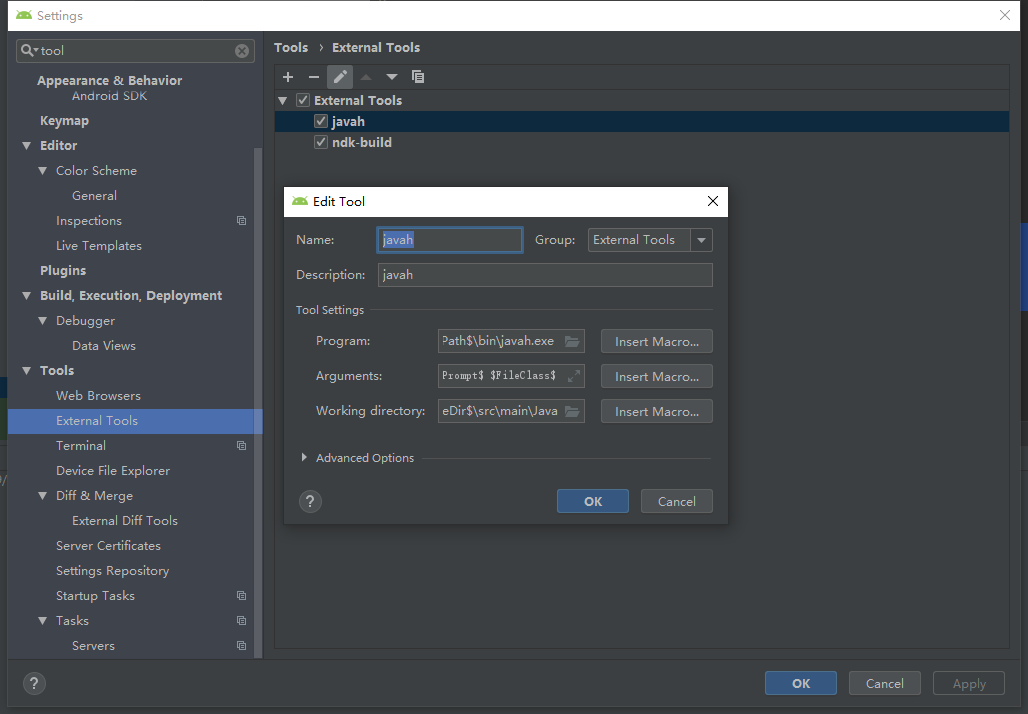 Settings
tool
Appearance & Behavior
Android SDK
Keymap
Editor
Color Scheme
General
Inspections
Live Templates
Plugins
Build, Execution, Deployment
Debugger
Data Views
Tools
Web Browsers
External Tools
Terminal
Device File Explorer
Diff & Merge
External Diff Tools
Server Certificates
Settings Repository
Startup Tasks
Tasks
Servers
Tools › External Tools
External Tools
javah
ndk-build
Edit Tool
Name: javah Group: External Tools
Description: javah
Tool Settings
Program: Path$\bin\javah.exe Insert Macro...
Arguments: Prompt$ $FileClass$ Insert Macro...
Working directory: eDir$\src\main\Java Insert Macro...
Advanced Options
? OK Cancel
? OK Cancel Apply